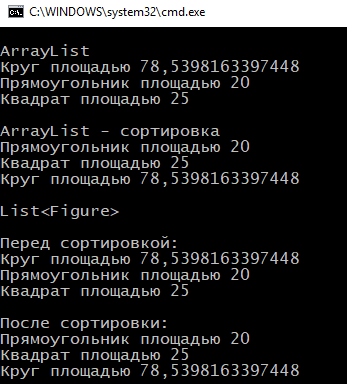 C:\WINDOWS\system32\cmd.exe
ArrayList
Круг площадью 78,5398163397448
Прямоугольник площадью 20
Квадрат площадью 25
ArrayList - сортировка
Прямоугольник площадью 20
Квадрат площадью 25
Круг площадью 78,5398163397448
List<Figure>
Перед сортировкой:
Круг площадью 78,5398163397448
Прямоугольник площадью 20
Квадрат площадью 25
После сортировки:
Прямоугольник площадью 20
Квадрат площадью 25
Круг площадью 78,5398163397448